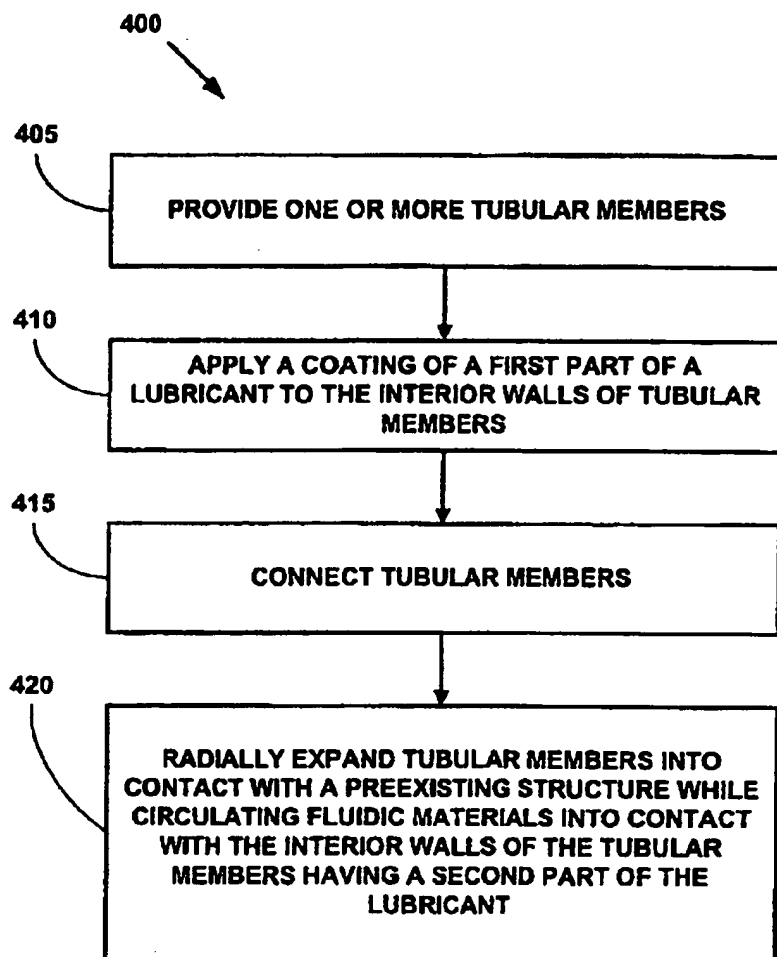 400
405
PROVIDE ONE OR MORE TUBULAR MEMBERS
410
APPLY A COATING OF A FIRST PART OF A
LUBRICANT TO THE INTERIOR WALLS OF TUBULAR
MEMBERS
415
CONNECT TUBULAR MEMBERS
420
RADIALLY EXPAND TUBULAR MEMBERS INTO
CONTACT WITH A PREEXISTING STRUCTURE WHILE
CIRCULATING FLUIDIC MATERIALS INTO CONTACT
WITH THE INTERIOR WALLS OF THE TUBULAR
MEMBERS HAVING A SECOND PART OF THE
LUBRICANT